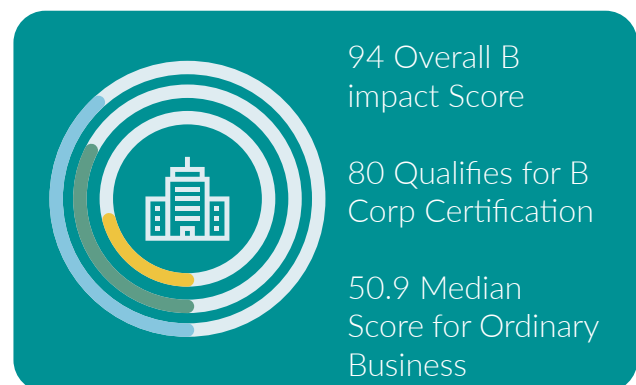 94 Overall B
impact Score
80 Qualifies for B
Corp Certification
50.9 Median
Score for Ordinary
Business